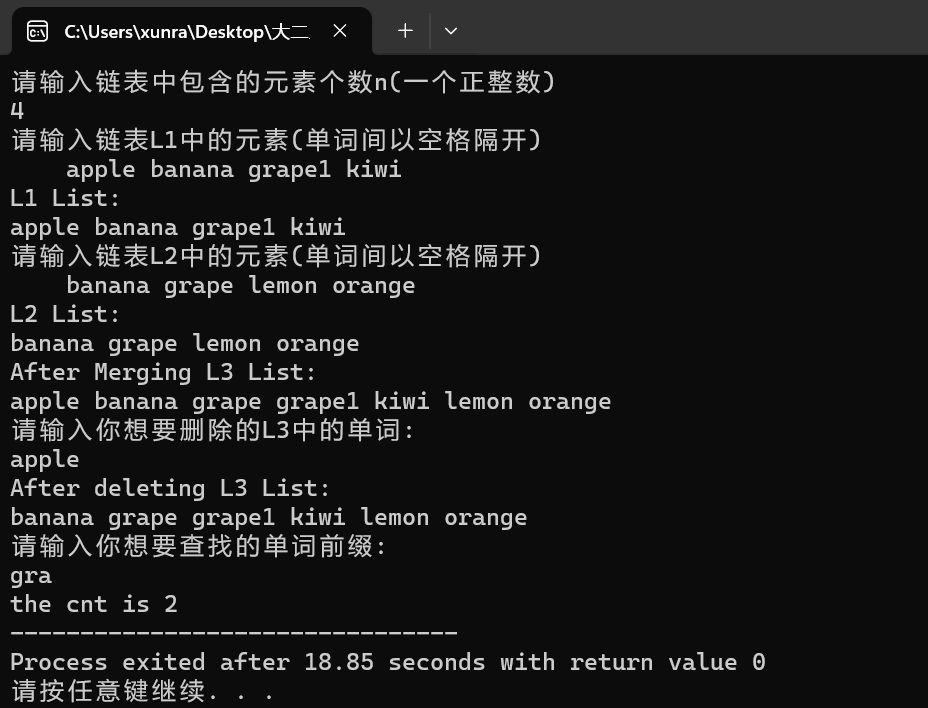 C:\Users\xunra\Desktop\大二
请输入链表中包含的元素个数n(一个正整数)
4
请输入链表L1中的元素(单词间以空格隔开)
    apple banana grape1 kiwi
L1 List:
apple banana grape1 kiwi
请输入链表L2中的元素(单词间以空格隔开)
    banana grape lemon orange
L2 List:
banana grape lemon orange
After Merging L3 List:
apple banana grape grape1 kiwi lemon orange
请输入你想要删除的L3中的单词:
apple
After deleting L3 List:
banana grape grape1 kiwi lemon orange
请输入你想要查找的单词前缀:
gra
the cnt is 2
--------------------------------
Process exited after 18.85 seconds with return value 0
请按任意键继续. . .